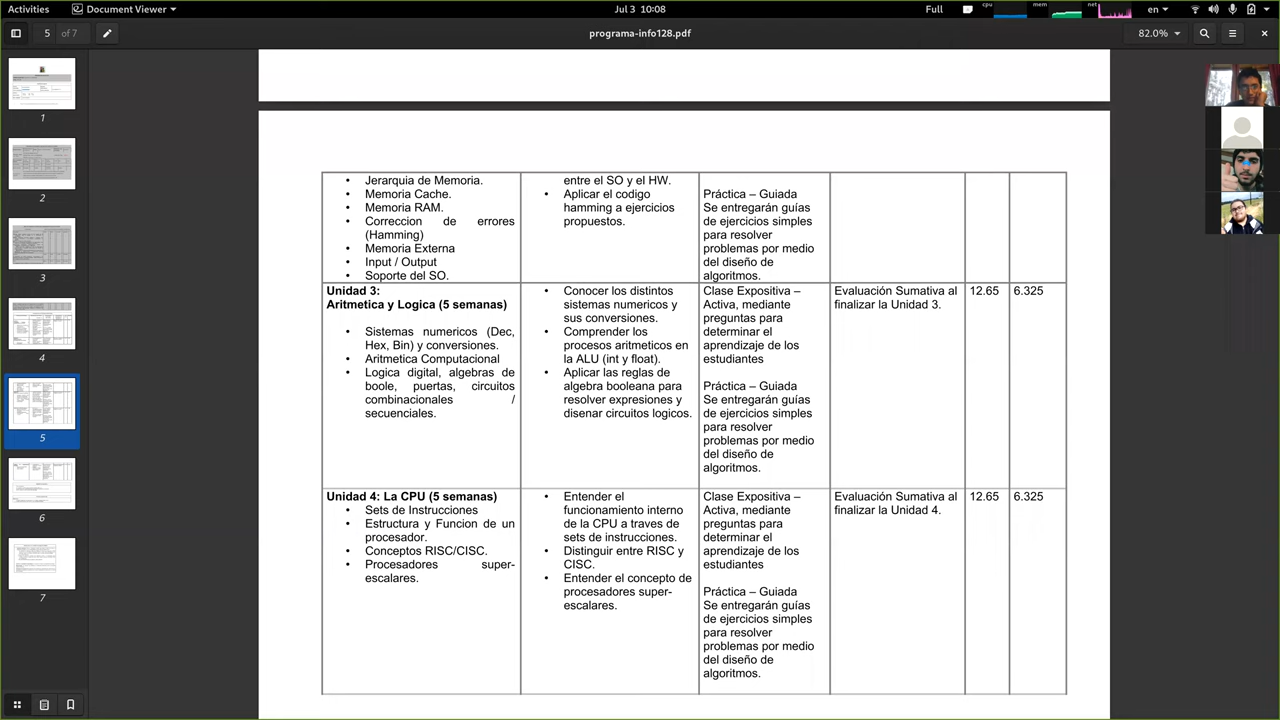 Activities
Document Viewer
Jul 3 10:08
Full
cpu
mem
net
en
5 of 7
programa-info128.pdf
82.0%
1
2
3
4
5
6
7
• Jerarquia de Memoria.
• Memoria Cache.
• Memoria RAM.
• Correccion de errores
(Hamming)
• Memoria Externa
• Input / Output
• Soporte del SO.
entre el SO y el HW.
• Aplicar el codigo
hamming a ejercicios
propuestos.
Práctica – Guiada
Se entregarán guías
de ejercicios simples
para resolver
problemas por medio
del diseño de
algoritmos.
Unidad 3:
Aritmetica y Logica (5 semanas)
• Sistemas numericos (Dec,
Hex, Bin) y conversiones.
• Aritmetica Computacional
• Logica digital, algebras de
boole, puertas, circuitos
combinacionales /
secuenciales.
• Conocer los distintos
sistemas numericos y
sus conversiones.
• Comprender los
procesos aritmeticos en
la ALU (int y float).
• Aplicar las reglas de
algebra booleana para
resolver expresiones y
disenar circuitos logicos.
Clase Expositiva –
Activa, mediante
preguntas para
determinar el
aprendizaje de los
estudiantes
Práctica – Guiada
Se entregarán guías
de ejercicios simples
para resolver
problemas por medio
del diseño de
algoritmos.
Evaluación Sumativa al
finalizar la Unidad 3.
12.65
6.325
Unidad 4: La CPU (5 semanas)
• Sets de Instrucciones
• Estructura y Funcion de un
procesador.
• Conceptos RISC/CISC.
• Procesadores super-
escalares.
• Entender el
funcionamiento interno
de la CPU a traves de
sets de instrucciones.
• Distinguir entre RISC y
CISC.
• Entender el concepto de
procesadores super-
escalares.
Clase Expositiva –
Activa, mediante
preguntas para
determinar el
aprendizaje de los
estudiantes
Práctica – Guiada
Se entregarán guías
de ejercicios simples
para resolver
problemas por medio
del diseño de
algoritmos.
Evaluación Sumativa al
finalizar la Unidad 4.
12.65
6.325